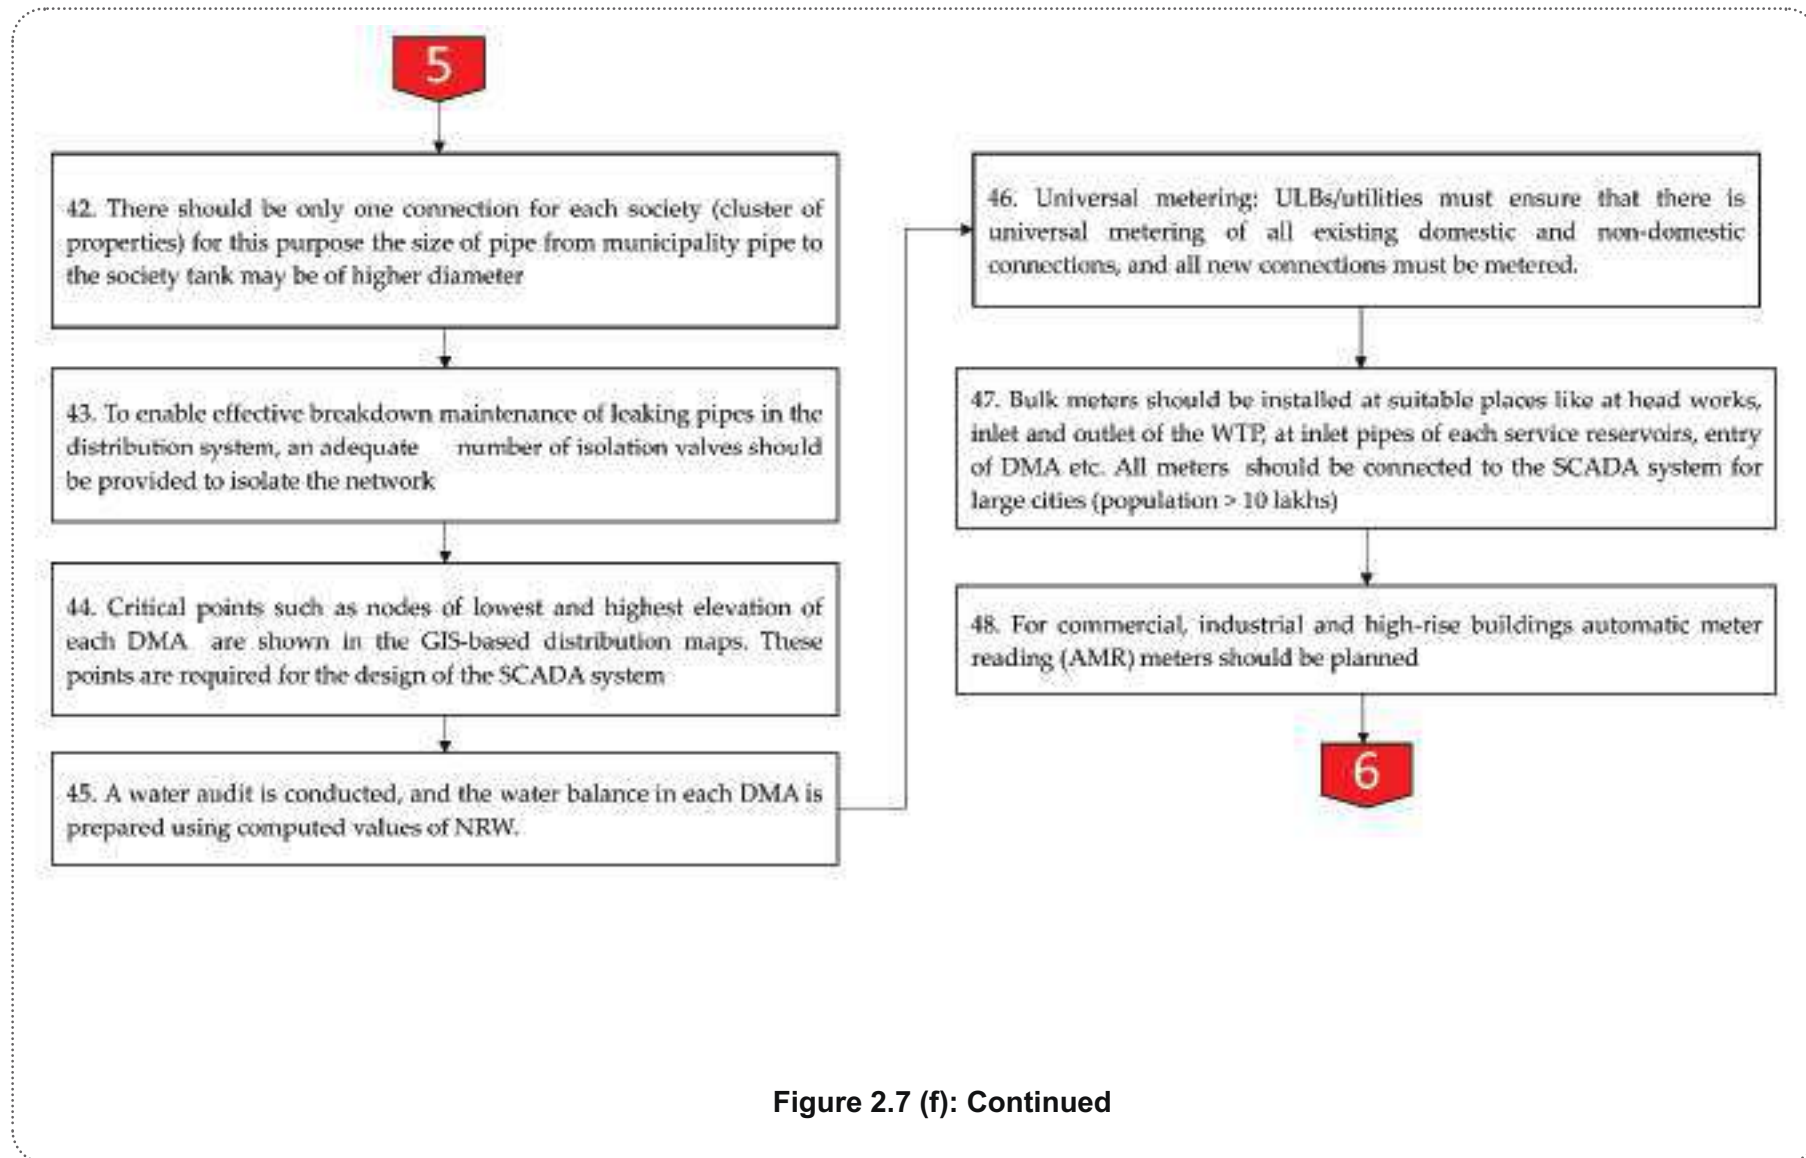 5
42. There should be only one connection for each society (cluster of
properties) for this purpose the size of pipe from municipality pipe to
the society tank may be of higher diameter
43. To enable effective breakdown maintenance of leaking pipes in the
distribution system, an adequate number of isolation valves should
be provided to isolate the network
44. Critical points such as nodes of lowest and highest elevation of
each DMA are shown in the GIS-based distribution maps. These
points are required for the design of the SCADA system
45. A water audit is conducted, and the water balance in each DMA is
prepared using computed values of NRW.
46. Universal metering: ULBs/utilities must ensure that there is
universal metering of all existing domestic and non-domestic
connections, and all new connections must be metered.
47. Bulk meters should be installed at suitable places like at head works,
inlet and outlet of the WTP, at inlet pipes of each service reservoirs, entry
of DMA etc. All meters should be connected to the SCADA system for
large cities (population > 10 lakhs)
48. For commercial, industrial and high-rise buildings automatic meter
reading (AMR) meters should be planned
6
Figure 2.7 (f): Continued